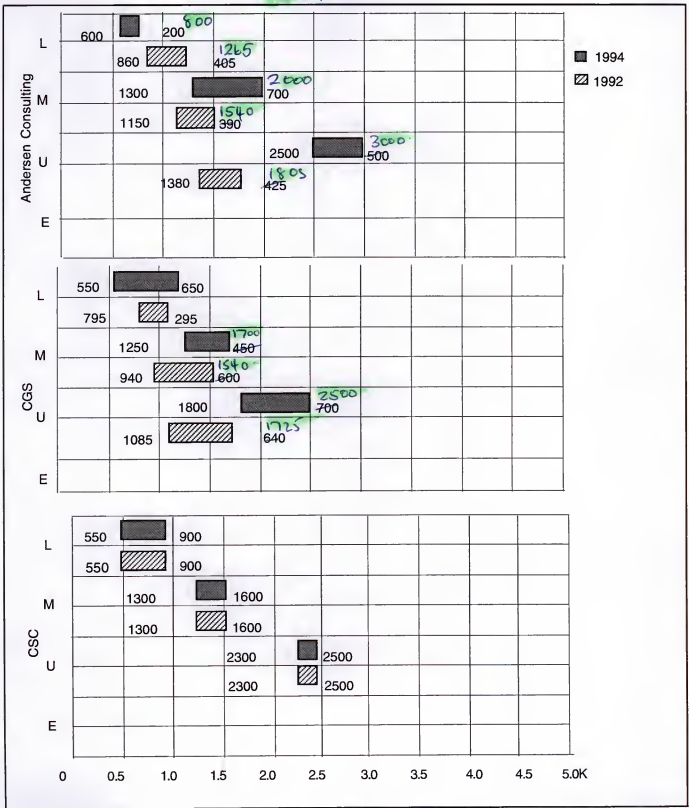 600 200 800
L
860 405 1265
■ 1994
▨ 1992
1300 700 2000
M
1150 390 1540
2500 500 3000
U
1380 425 1805
E
Andersen Consulting
550 650
L
795 295
1250 450 1700
M
940 600 1540
1800 700 2500
U
1085 640 1725
E
CGS
550 900
L
550 900
1300 1600
M
1300 1600
2300 2500
U
2300 2500
E
CSC
0 0.5 1.0 1.5 2.0 2.5 3.0 3.5 4.0 4.5 5.0K